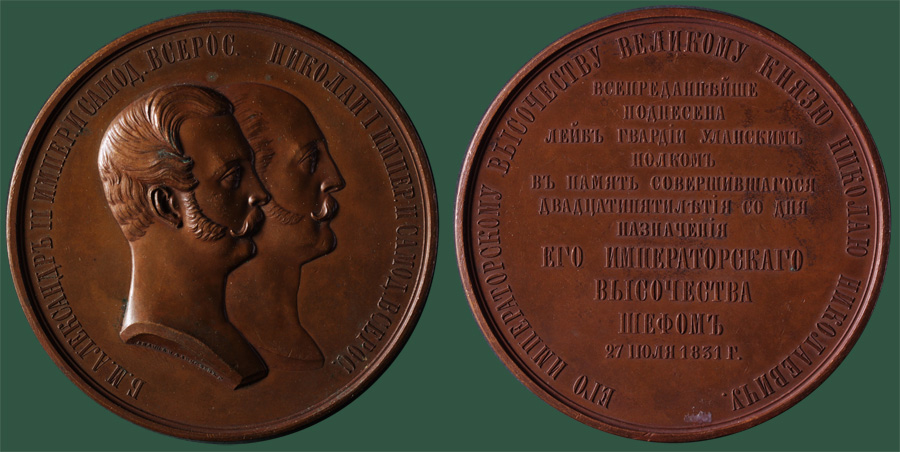 Б. М. АЛЕКСАНДРЪ II ИМПЕР И САМОД. ВСЕРОС.
НИКОЛАЙ I ИМПЕР. И САМОД. ВСЕРОС.
ЕГО ИМПЕРАТОРСКОМУ ВЫСОЧЕСТВУ ВЕЛИКОМУ КНЯЗЮ НИКОЛАЮ НИКОЛАЕВИЧУ.
ВСЕПРЕДАННѢЙШЕ
ПОДНЕСЕНА
ЛЕЙБЪ ГВАРДІИ УЛАНСКИМЪ
ПОЛКОМЪ
ВЪ ПАМЯТЬ СОВЕРШИВШАГОСЯ
ДВАДЦАТИПЯТИЛѢТІЯ СО ДНЯ
НАЗНАЧЕНІЯ
ЕГО ИМПЕРАТОРСКАГО
ВЫСОЧЕСТВА
ШЕФОМЪ
27 ІЮЛЯ 1831 Г.